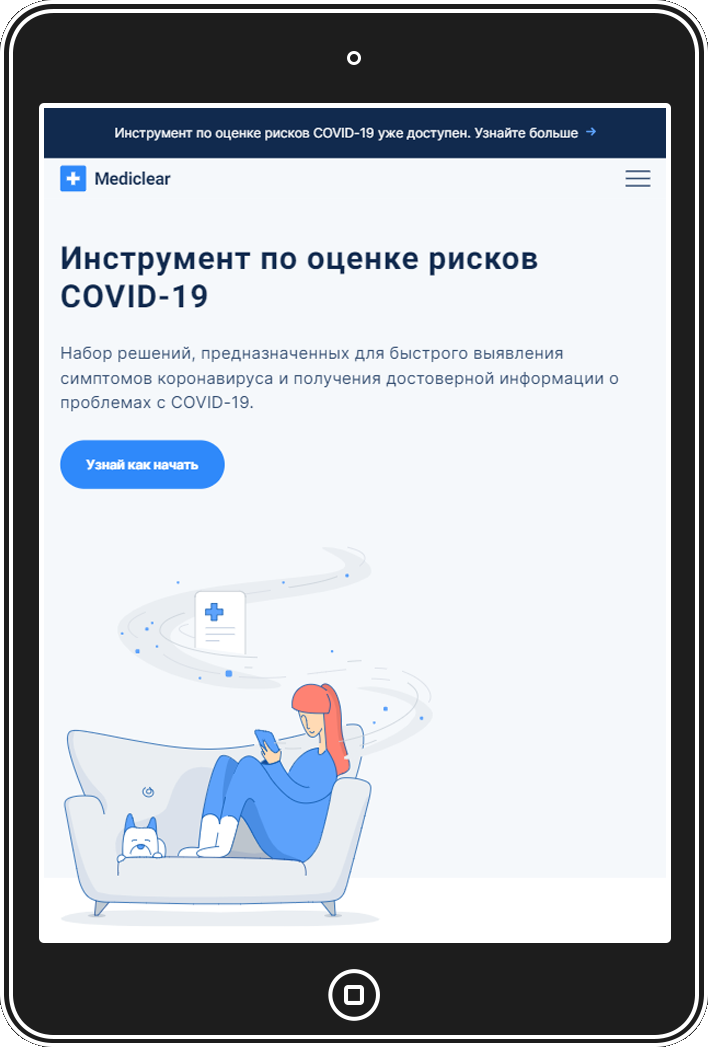 Инструмент по оценке рисков COVID-19 уже доступен. Узнайте больше →
Mediclear
Инструмент по оценке рисков
COVID-19
Набор решений, предназначенных для быстрого выявления
симптомов коронавируса и получения достоверной информации о
проблемах с COVID-19.
Узнай как начать